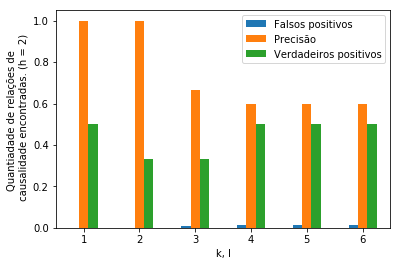 Falsos positivos
Precisão
Verdadeiros positivos
Quantiadade de relações de
causalidade encontradas. (h = 2)
1.0
0.8
0.6
0.4
0.2
0.0
1 2 3 4 5 6
k, l